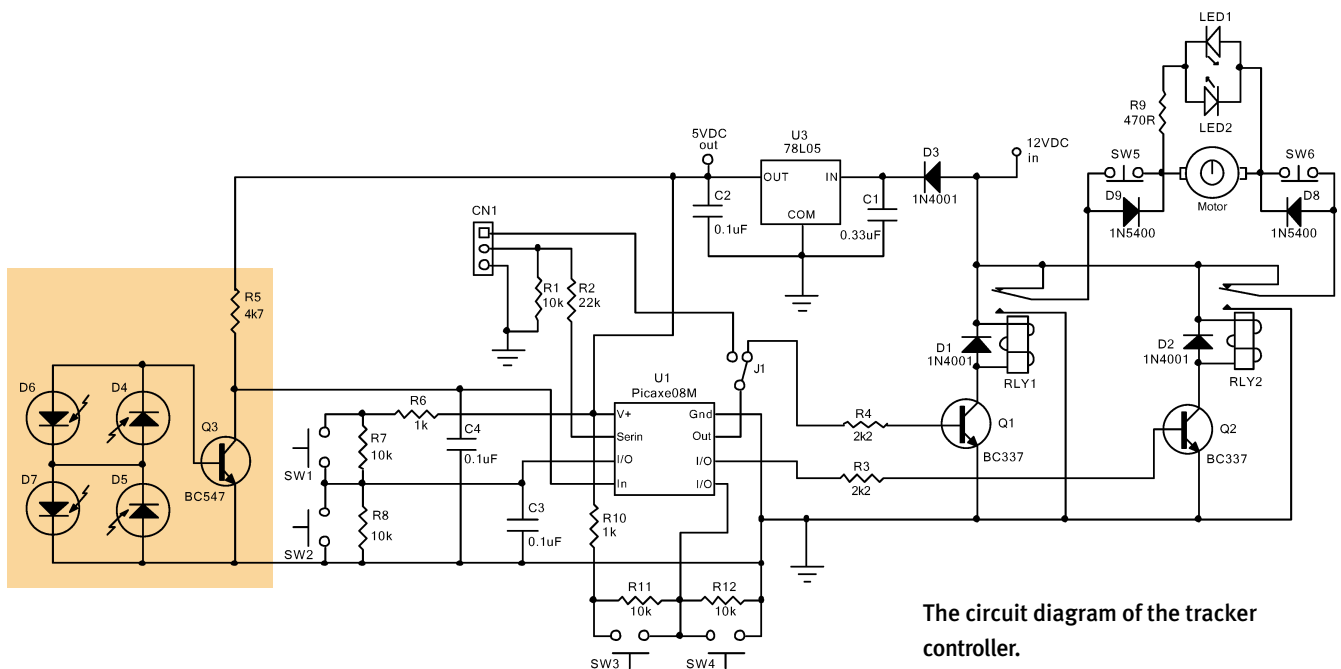 LED1
R9
470R
LED2
5VDC
out
U3
78L05
D3
12VDC
in
SW5
SW6
OUT
IN
D9
D8
Motor
CN1
C2
C1
1N4001
0.1uF
COM
0.33uF
1N5400
1N5400
R1
10k
R2
22k
R5
4k7
D1
1N4001
D2
1N4001
J1
RLY1
RLY2
U1
Picaxe08M
D6
D4
Q3
R6
1k
C4
V+
Gnd
R4
2k2
Q1
Q2
R7
10k
Serin
Out
0.1uF
I/O
I/O
BC337
BC337
SW1
R3
2k2
D7
D5
BC547
In
I/O
R8
10k
C3
0.1uF
R10
1k
SW2
R11
10k
R12
10k
SW3
SW4
The circuit diagram of the tracker
controller.